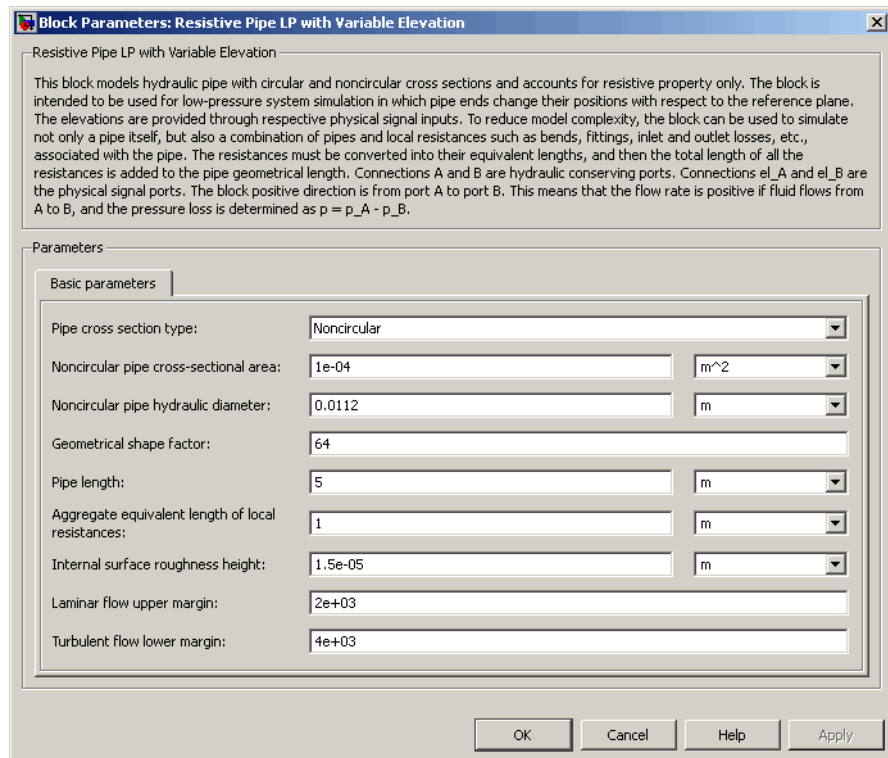 Block Parameters: Resistive Pipe LP with Variable Elevation
Resistive Pipe LP with Variable Elevation
This block models hydraulic pipe with circular and noncircular cross sections and accounts for resistive property only. The block is
intended to be used for low-pressure system simulation in which pipe ends change their positions with respect to the reference plane.
The elevations are provided through respective physical signal inputs. To reduce model complexity, the block can be used to simulate
not only a pipe itself, but also a combination of pipes and local resistances such as bends, fittings, inlet and outlet losses, etc.,
associated with the pipe. The resistances must be converted into their equivalent lengths, and then the total length of all the
resistances is added to the pipe geometrical length. Connections A and B are hydraulic conserving ports. Connections el_A and el_B are
the physical signal ports. The block positive direction is from port A to port B. This means that the flow rate is positive if fluid flows from
A to B, and the pressure loss is determined as p = p_A - p_B.
Parameters
Basic parameters
Pipe cross section type: Noncircular
Noncircular pipe cross-sectional area: 1e-04 m^2
Noncircular pipe hydraulic diameter: 0.0112 m
Geometrical shape factor: 64
Pipe length: 5 m
Aggregate equivalent length of local
resistances: 1 m
Internal surface roughness height: 1.5e-05 m
Laminar flow upper margin: 2e+03
Turbulent flow lower margin: 4e+03
OK Cancel Help Apply